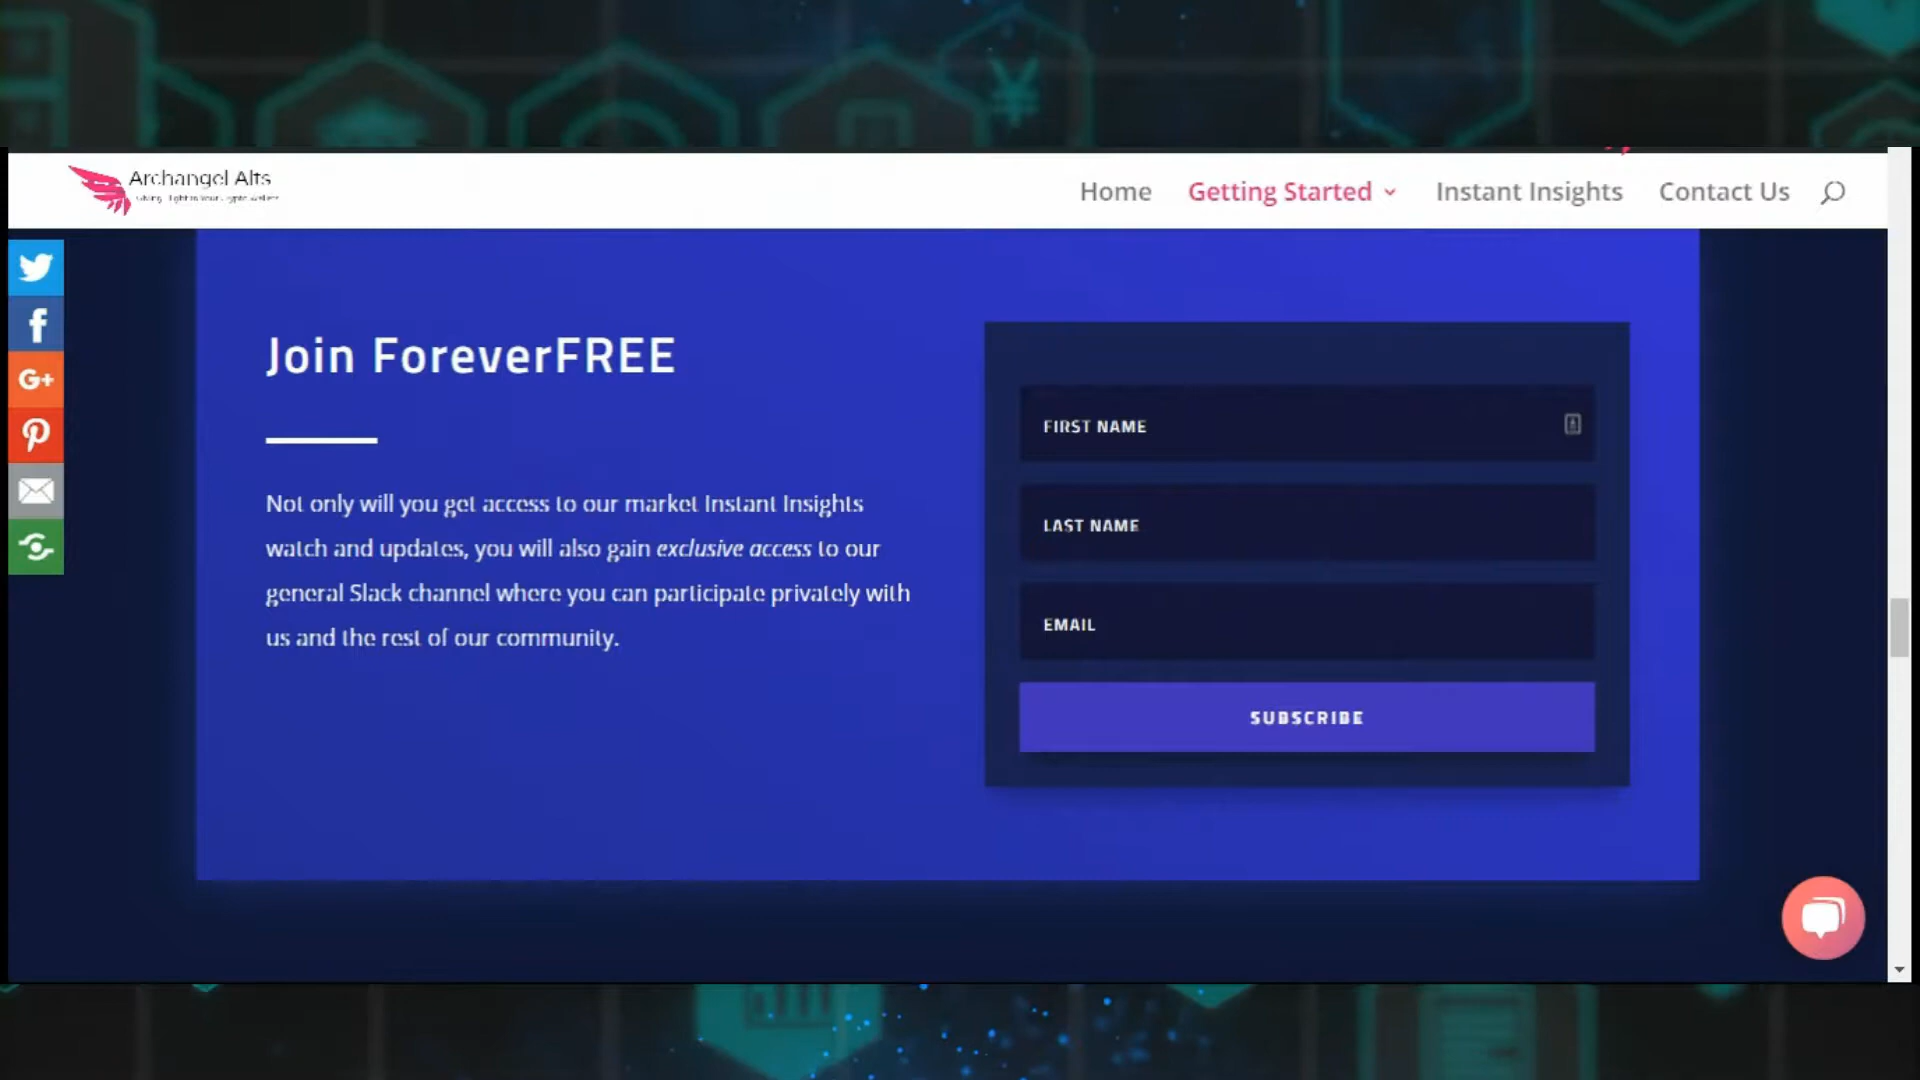 Archangel Alts
Home
Getting Started
Instant Insights
Contact Us
Join ForeverFREE
Not only will you get access to our market Instant Insights
watch and updates, you will also gain exclusive access to our
general Slack channel where you can participate privately with
us and the rest of our community.
FIRST NAME
LAST NAME
EMAIL
SUBSCRIBE